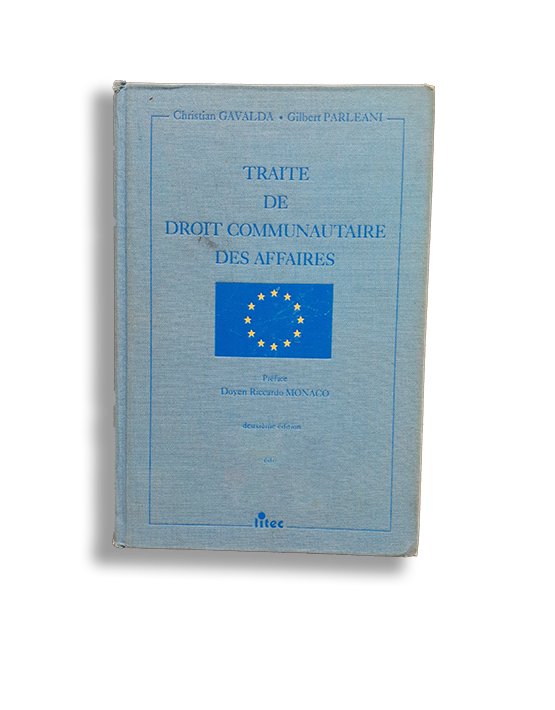 Christian GAVALDA • Gilbert PARLEANI
TRAITE
DE
DROIT COMMUNAUTAIRE
DES AFFAIRES
Préface
Doyen Riccardo MONACO
deuxième édition
litec